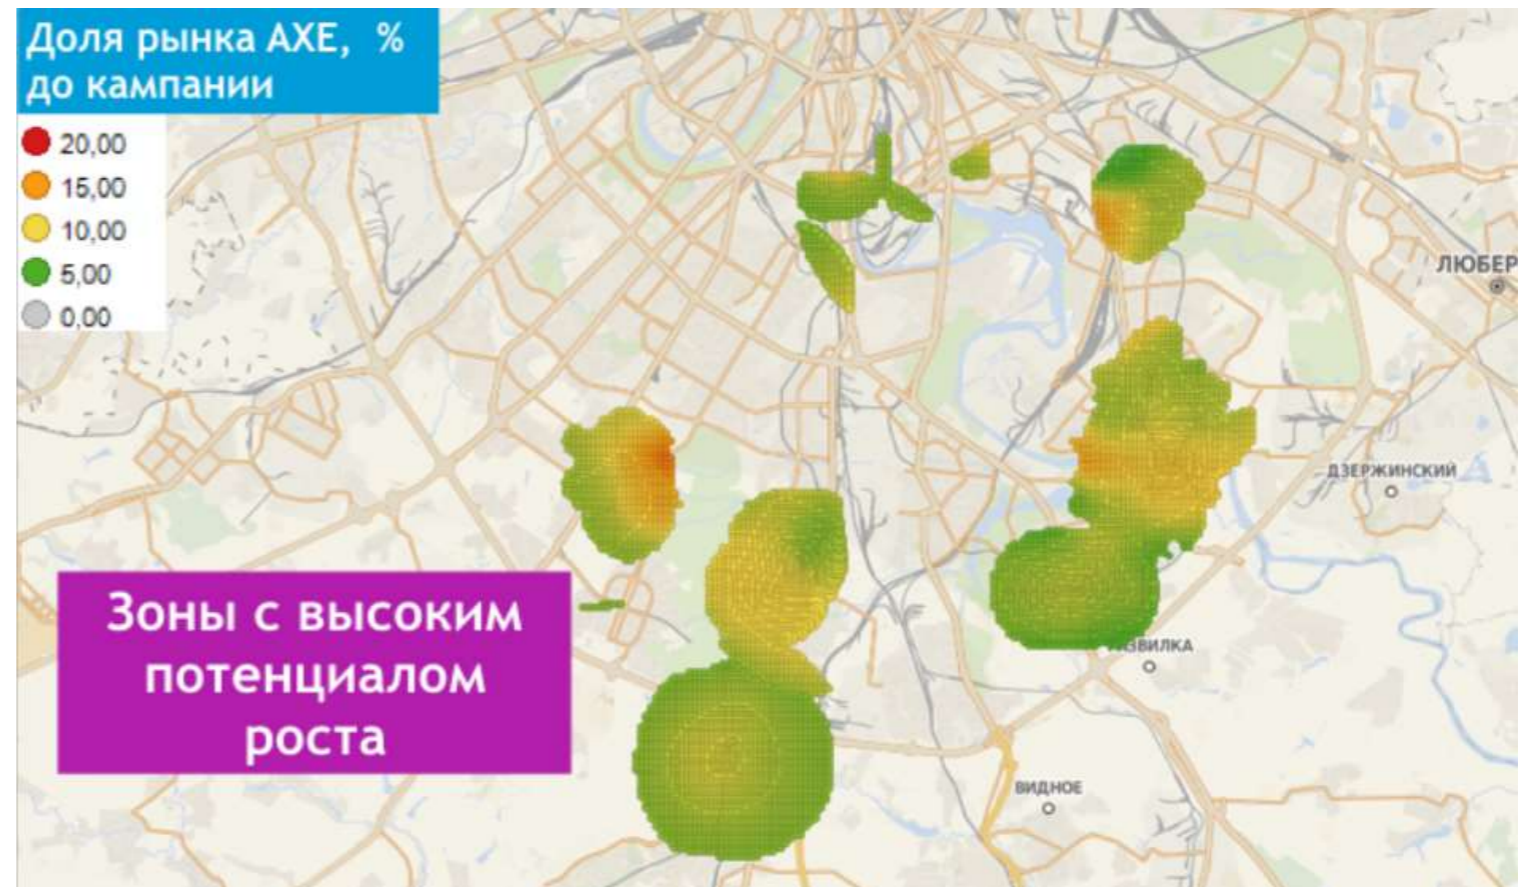 Доля рынка AXE, %
до кампании
20,00
15,00
10,00
5,00
0,00
ЛЮБЕР
ДЗЕРЖИНСКИЙ
Зоны с высоким
потенциалом
роста
ЗВИЛКА
ВИДНОЕ